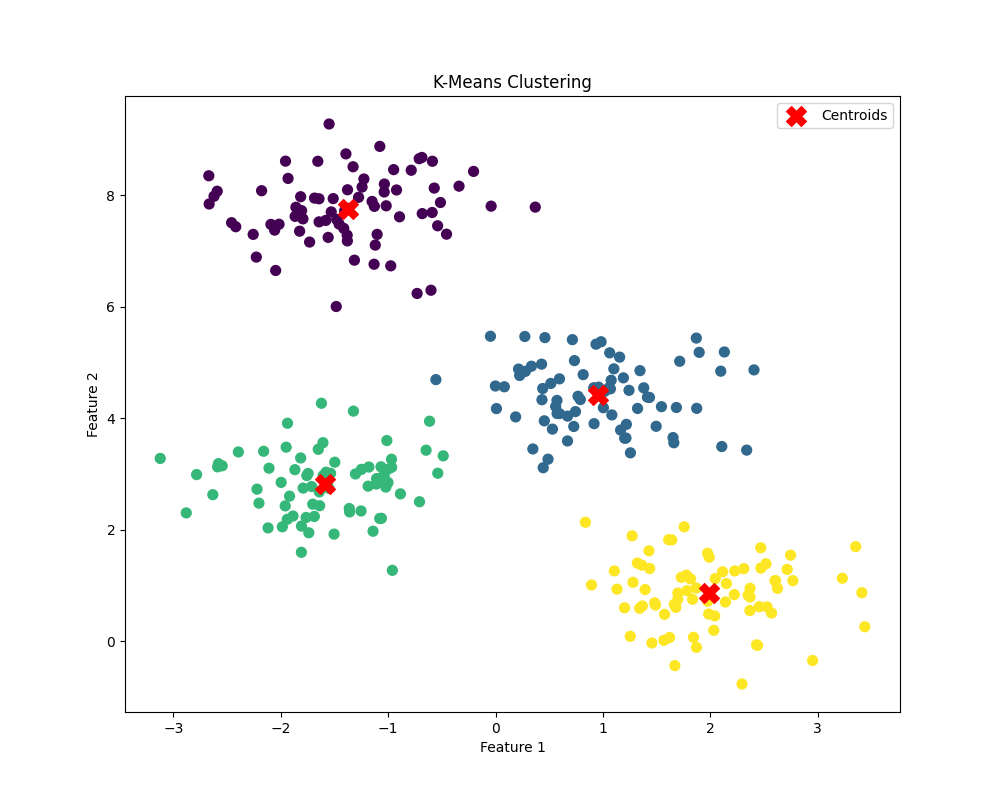 K-Means Clustering
Centroids
Feature 2
8
6
4
2
0
−3 −2 −1 0 1 2 3
Feature 1